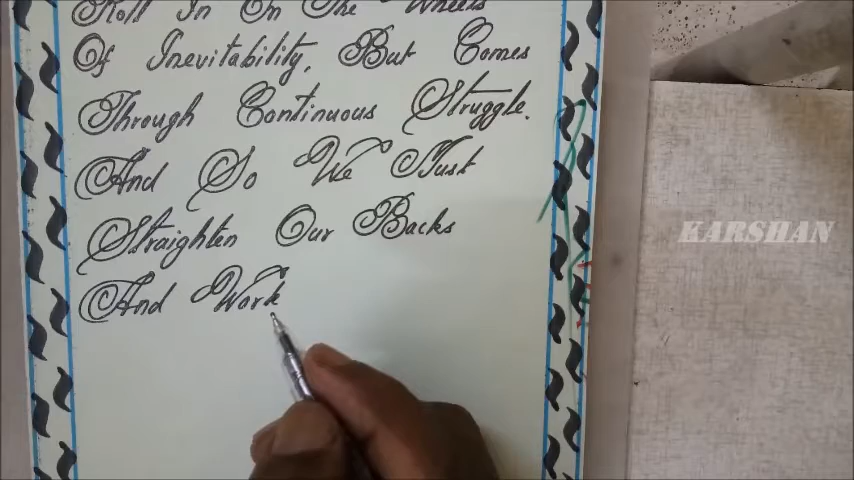 Roll In On The Wheels
Of Inevitability, But Comes
Through Continuous Struggle.
And So We Must
Straighten Our Backs
And Work
KARSHAN